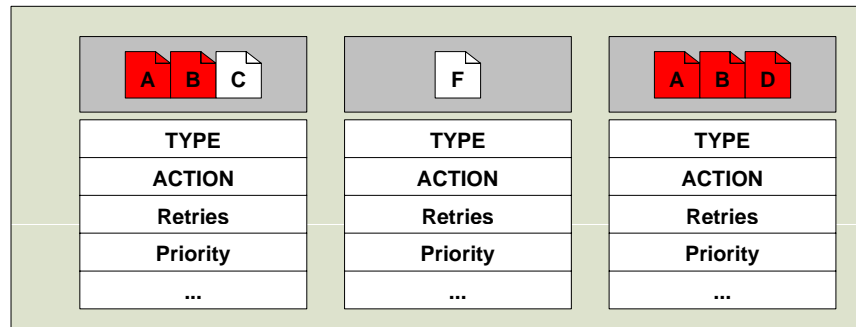 A B C
TYPE
ACTION
Retries
Priority
...
F
TYPE
ACTION
Retries
Priority
...
A B D
TYPE
ACTION
Retries
Priority
...